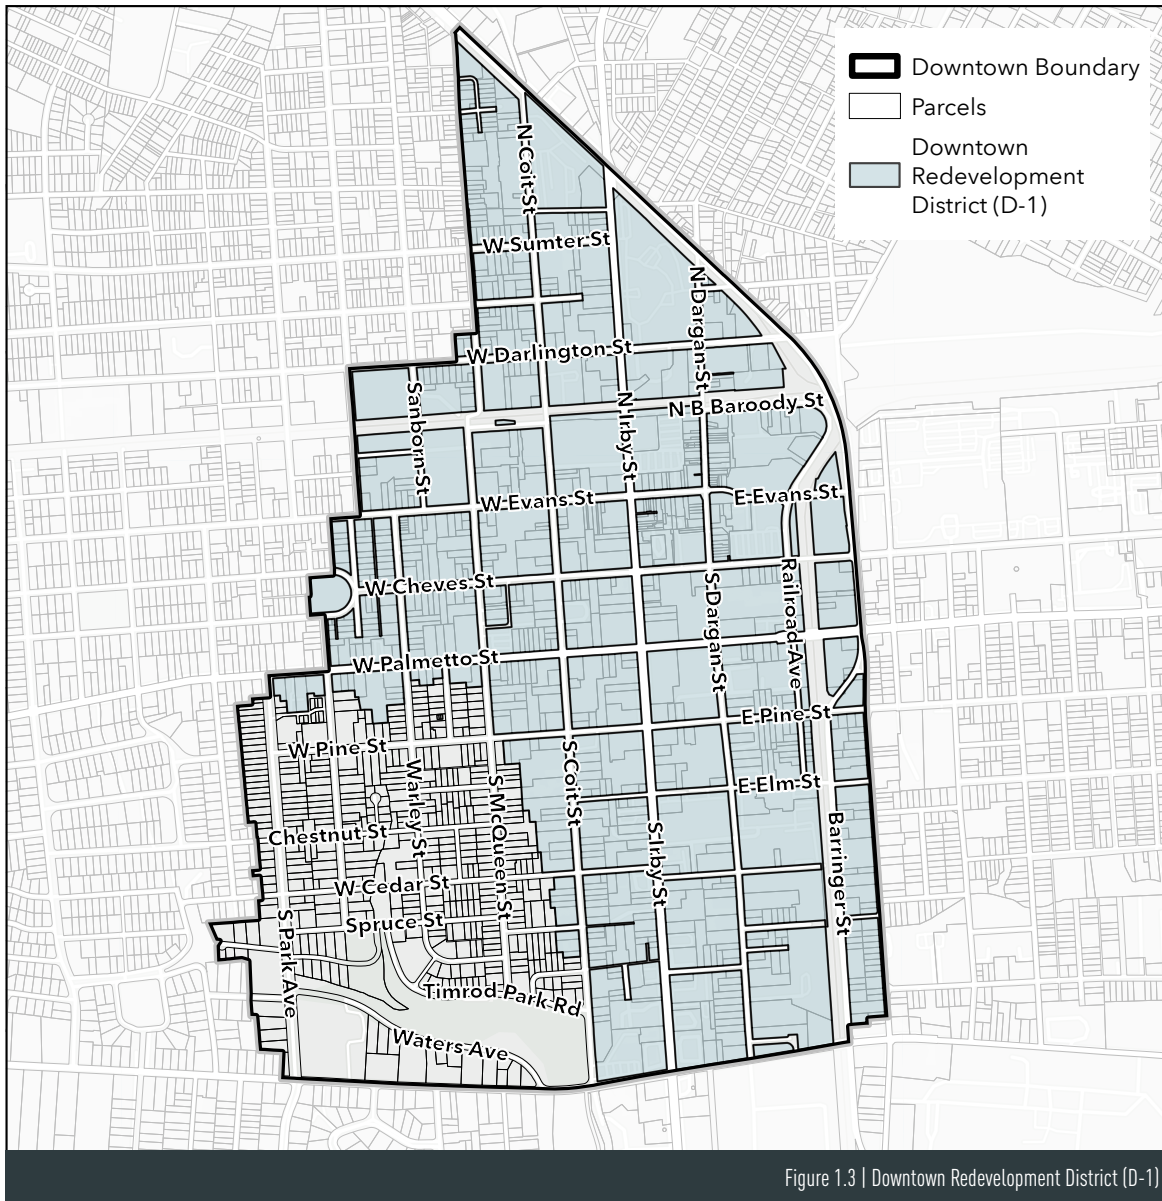 Downtown Boundary
Parcels
Downtown
Redevelopment
District (D-1)
N Coit St
W Sumter St
N Dargan St
W Darlington St
Sanborn St
N Irby St
N B Baroody St
W Evans St
E Evans St
W Cheves St
Railroad Ave
S Dargan St
W Palmetto St
E Pine St
W Pine St
S Coit St
Warley St
S McQueen St
E Elm St
Chestnut St
S Irby St
Barringer St
W Cedar St
Spruce St
S Park Ave
Timrod Park Rd
Waters Ave
Figure 1.3 | Downtown Redevelopment District (D-1)